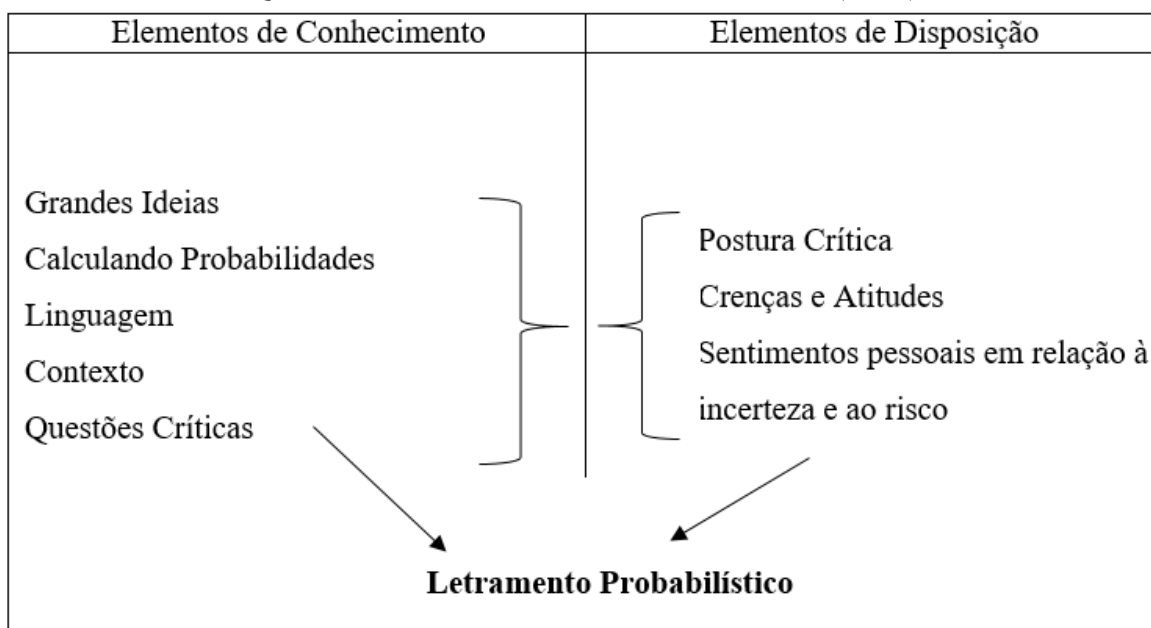 Elementos de Conhecimento
Elementos de Disposição
Grandes Ideias
Calculando Probabilidades
Linguagem
Contexto
Questões Críticas
Postura Crítica
Crenças e Atitudes
Sentimentos pessoais em relação à
incerteza e ao risco
Letramento Probabilístico